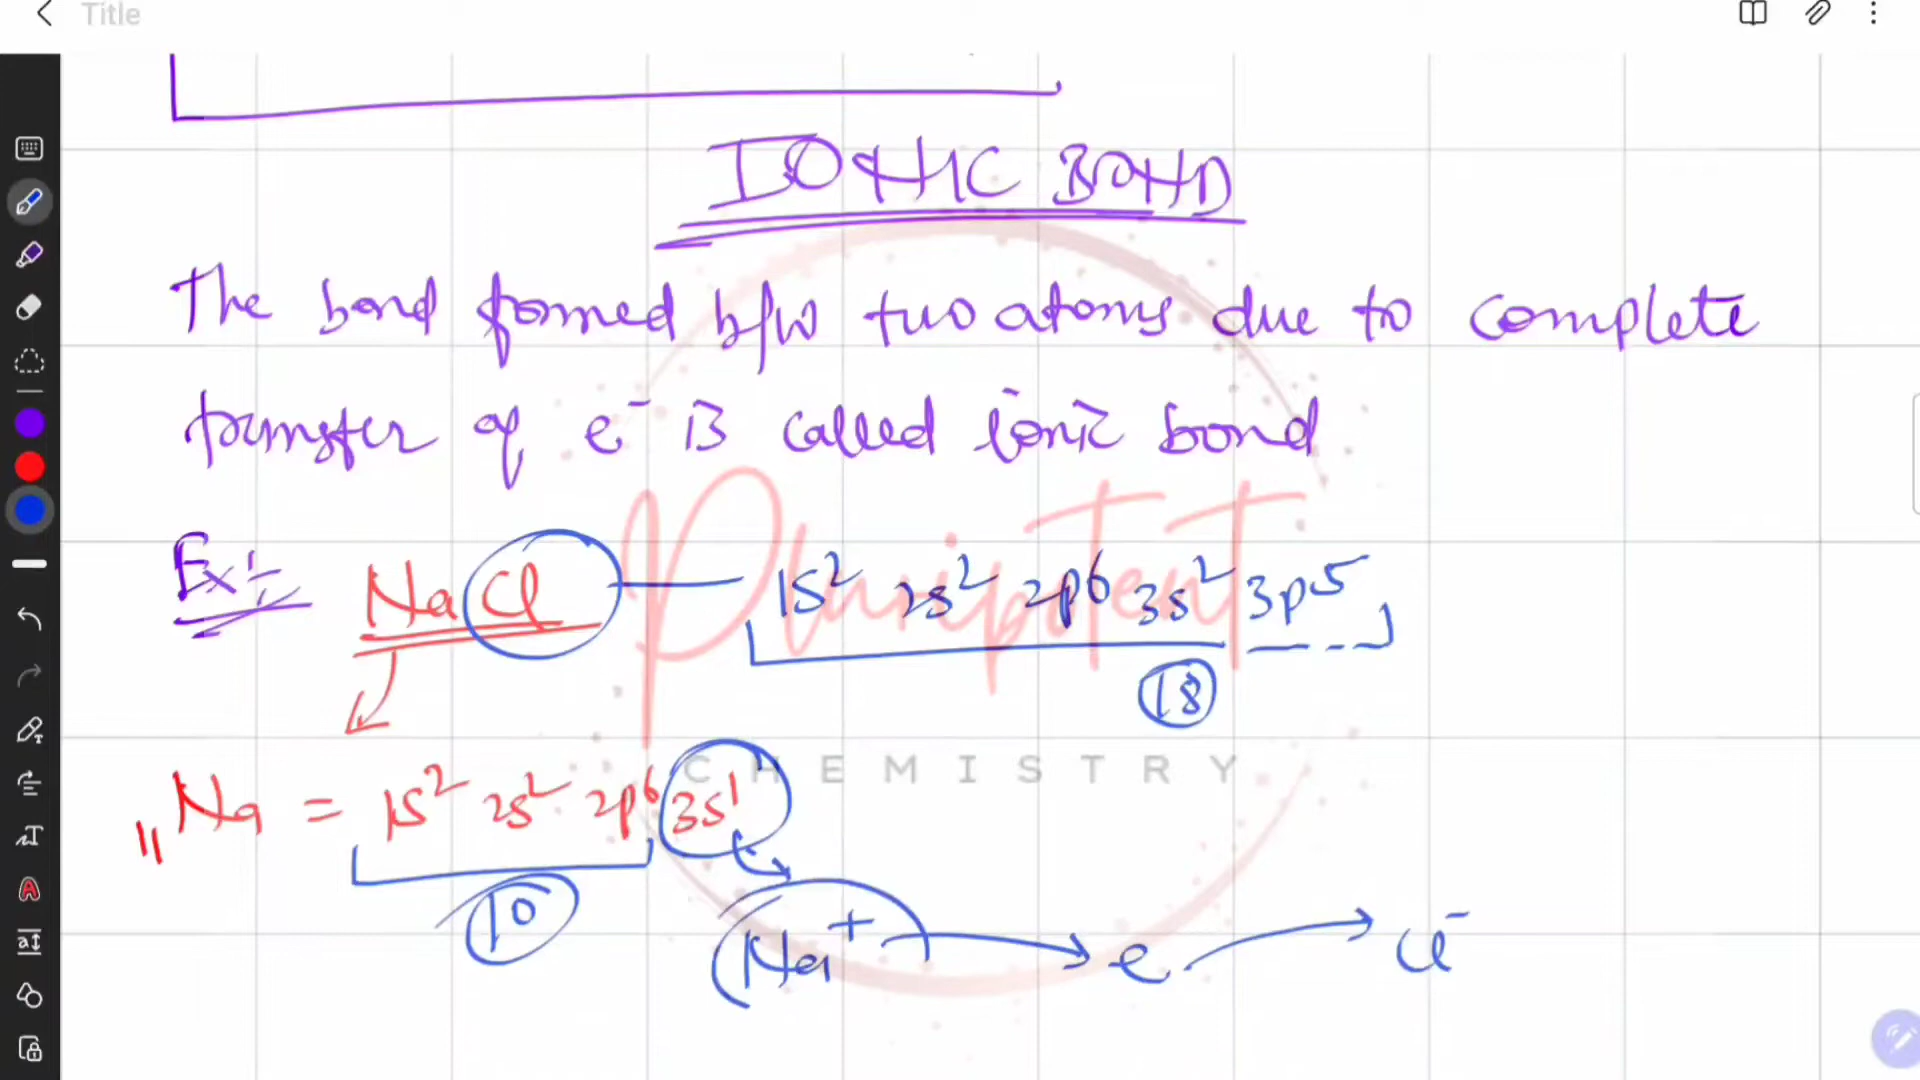 Title
IONIC BOND
The bond formed b/w two atoms due to complete
transfer of e⁻ is called ionic bond
Ex:- NaCl — 1s² 2s² 2p⁶ 3s² 3p⁵
18
Pluripotent
CHEMISTRY
₁₁Na = 1s² 2s² 2p⁶ 3s¹
10
Na⁺ → e → Cl⁻